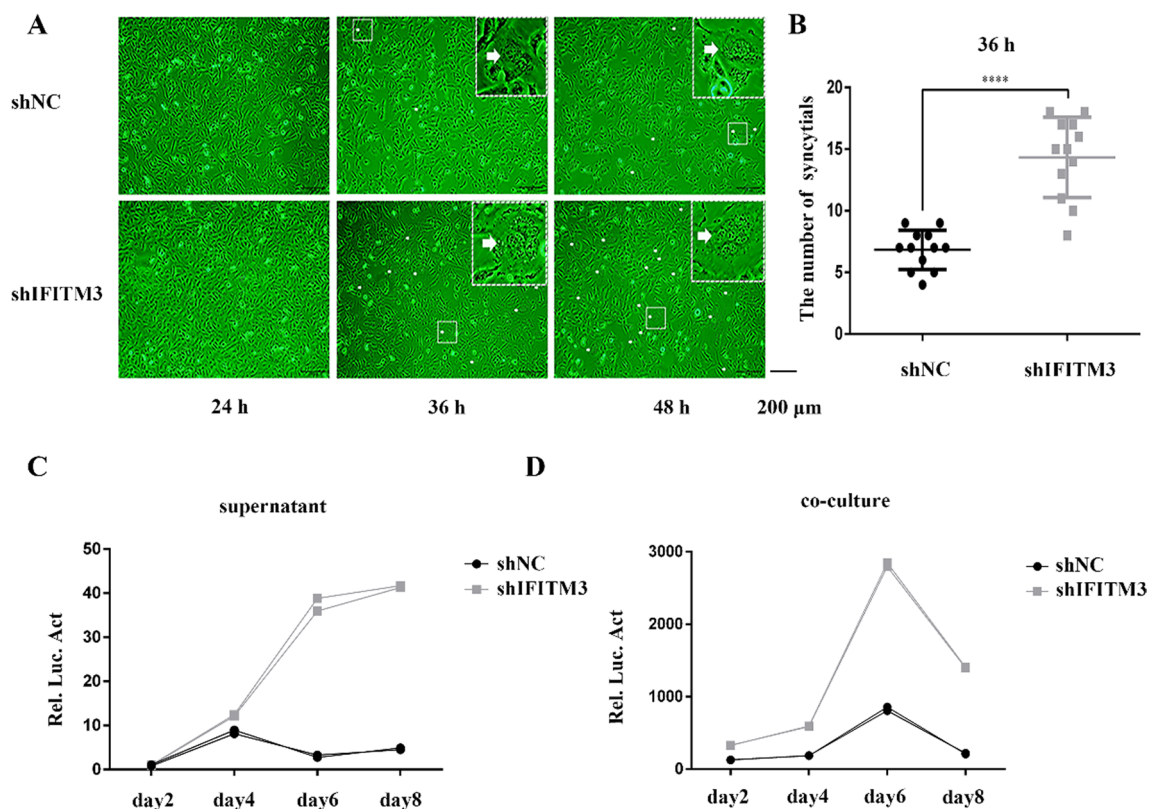 A
shNC
shIFITM3
24 h
36 h
48 h
200 μm
B
36 h
****
The number of syncytials
20
15
10
5
0
shNC
shIFITM3
C
supernatant
Rel. Luc. Act
50
40
30
20
10
0
day2
day4
day6
day8
shNC
shIFITM3
D
co-culture
Rel. Luc. Act
3000
2000
1000
0
day2
day4
day6
day8
shNC
shIFITM3